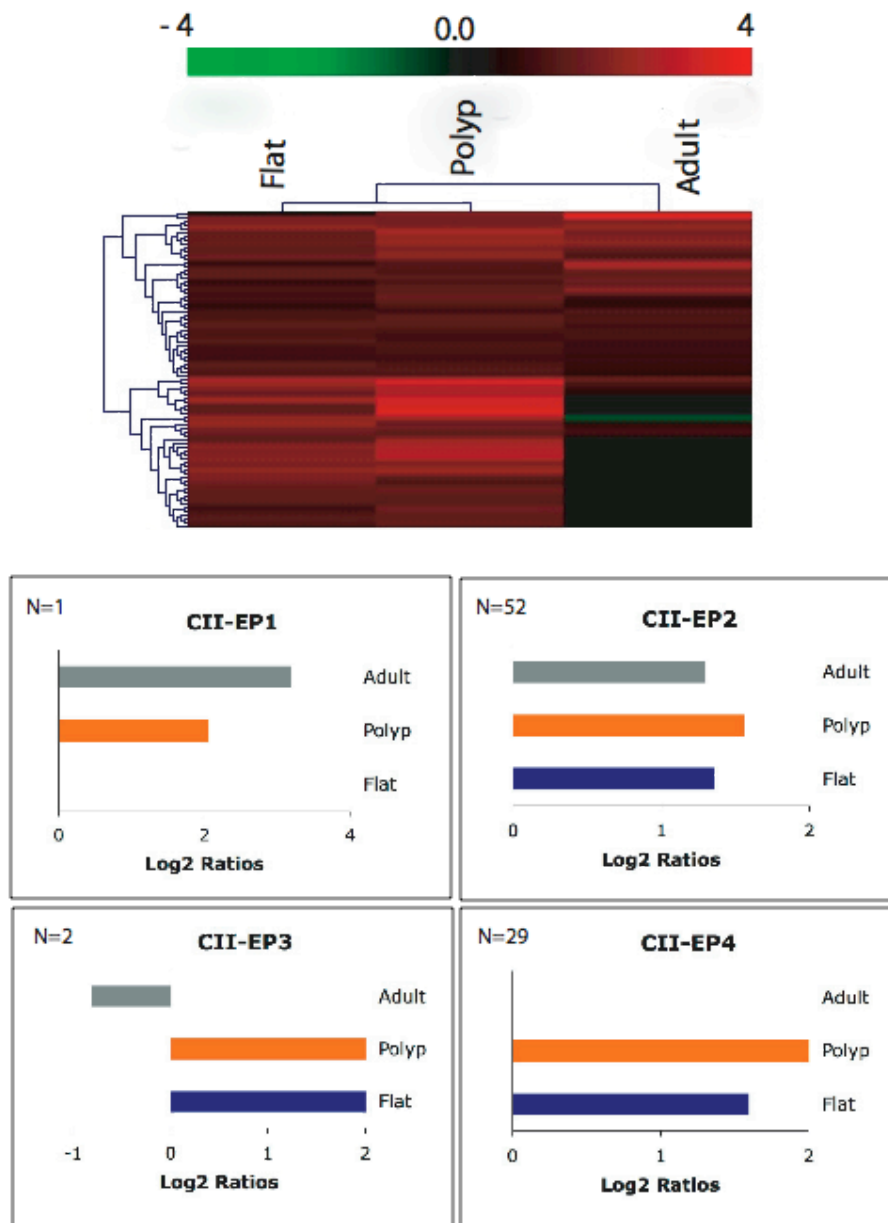 - 4 0.0 4
Flat Polyp Adult
N=1
CII-EP1
Adult
Polyp
Flat
0 2 4
Log2 Ratios
N=52
CII-EP2
Adult
Polyp
Flat
0 1 2
Log2 Ratios
N=2
CII-EP3
Adult
Polyp
Flat
-1 0 1 2
Log2 Ratios
N=29
CII-EP4
Adult
Polyp
Flat
0 1 2
Log2 Ratios